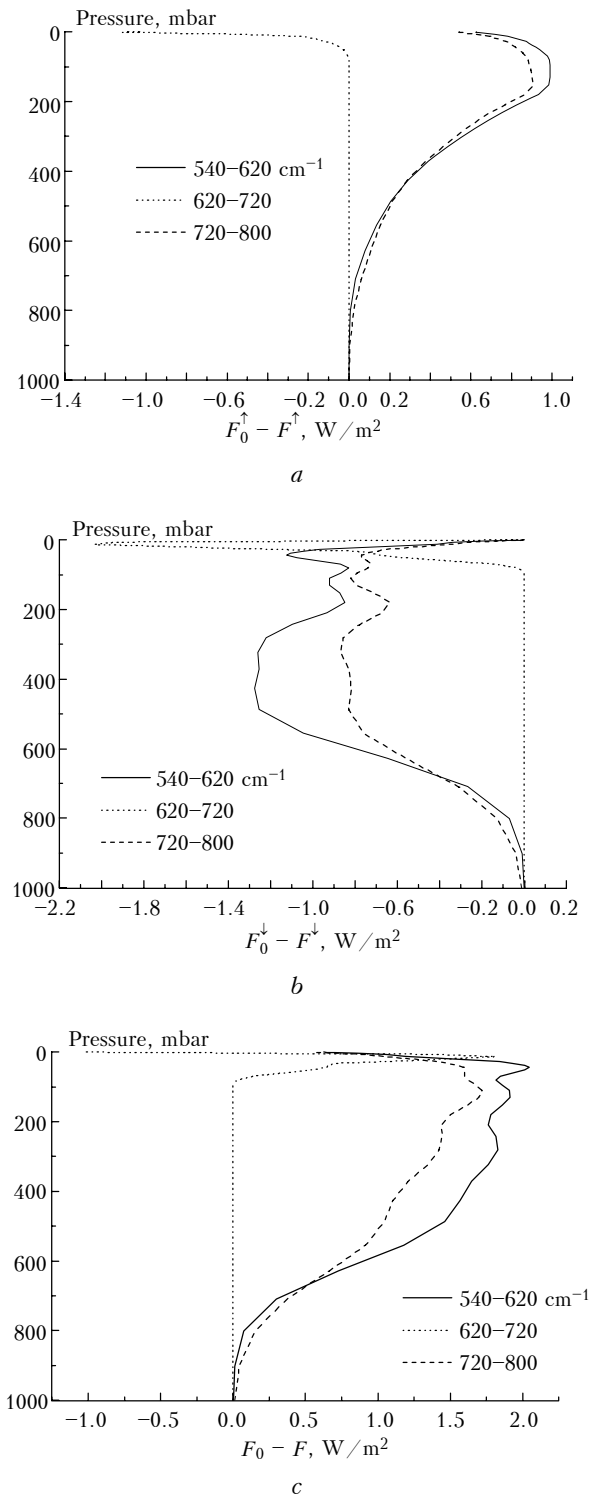 Pressure, mbar
0
200
400
600
800
1000
540–620 cm⁻¹
620–720
720–800
−1.4 −1.0 −0.6 −0.2 0.0 0.2 0.6 1.0
F₀↑ − F↑, W/m²
a
Pressure, mbar
0
200
400
600
800
1000
540–620 cm⁻¹
620–720
720–800
−2.2 −1.8 −1.4 −1.0 −0.6 −0.2 0.0 0.2
F₀↓ − F↓, W/m²
b
Pressure, mbar
0
200
400
600
800
1000
540–620 cm⁻¹
620–720
720–800
−1.0 −0.5 0.0 0.5 1.0 1.5 2.0
F₀ − F, W/m²
c